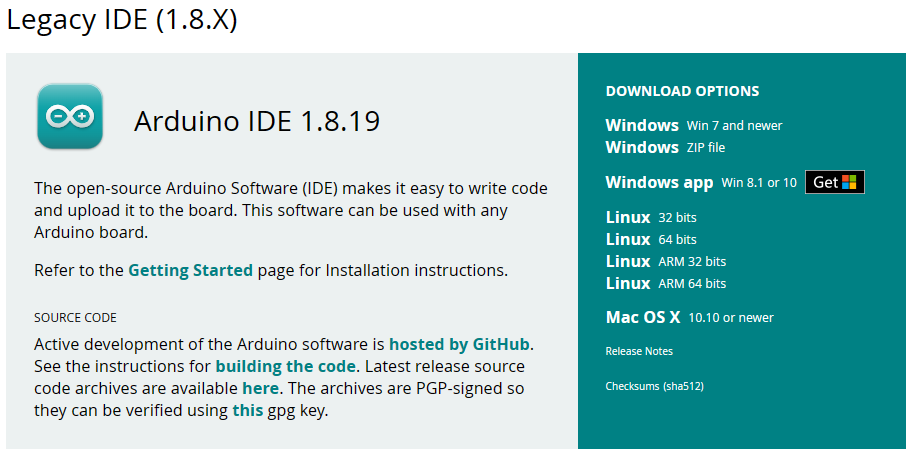 Legacy IDE (1.8.X)
Arduino IDE 1.8.19
The open-source Arduino Software (IDE) makes it easy to write code
and upload it to the board. This software can be used with any
Arduino board.
Refer to the Getting Started page for Installation instructions.
SOURCE CODE
Active development of the Arduino software is hosted by GitHub.
See the instructions for building the code. Latest release source
code archives are available here. The archives are PGP-signed so
they can be verified using this gpg key.
DOWNLOAD OPTIONS
Windows Win 7 and newer
Windows ZIP file
Windows app Win 8.1 or 10 Get
Linux 32 bits
Linux 64 bits
Linux ARM 32 bits
Linux ARM 64 bits
Mac OS X 10.10 or newer
Release Notes
Checksums (sha512)